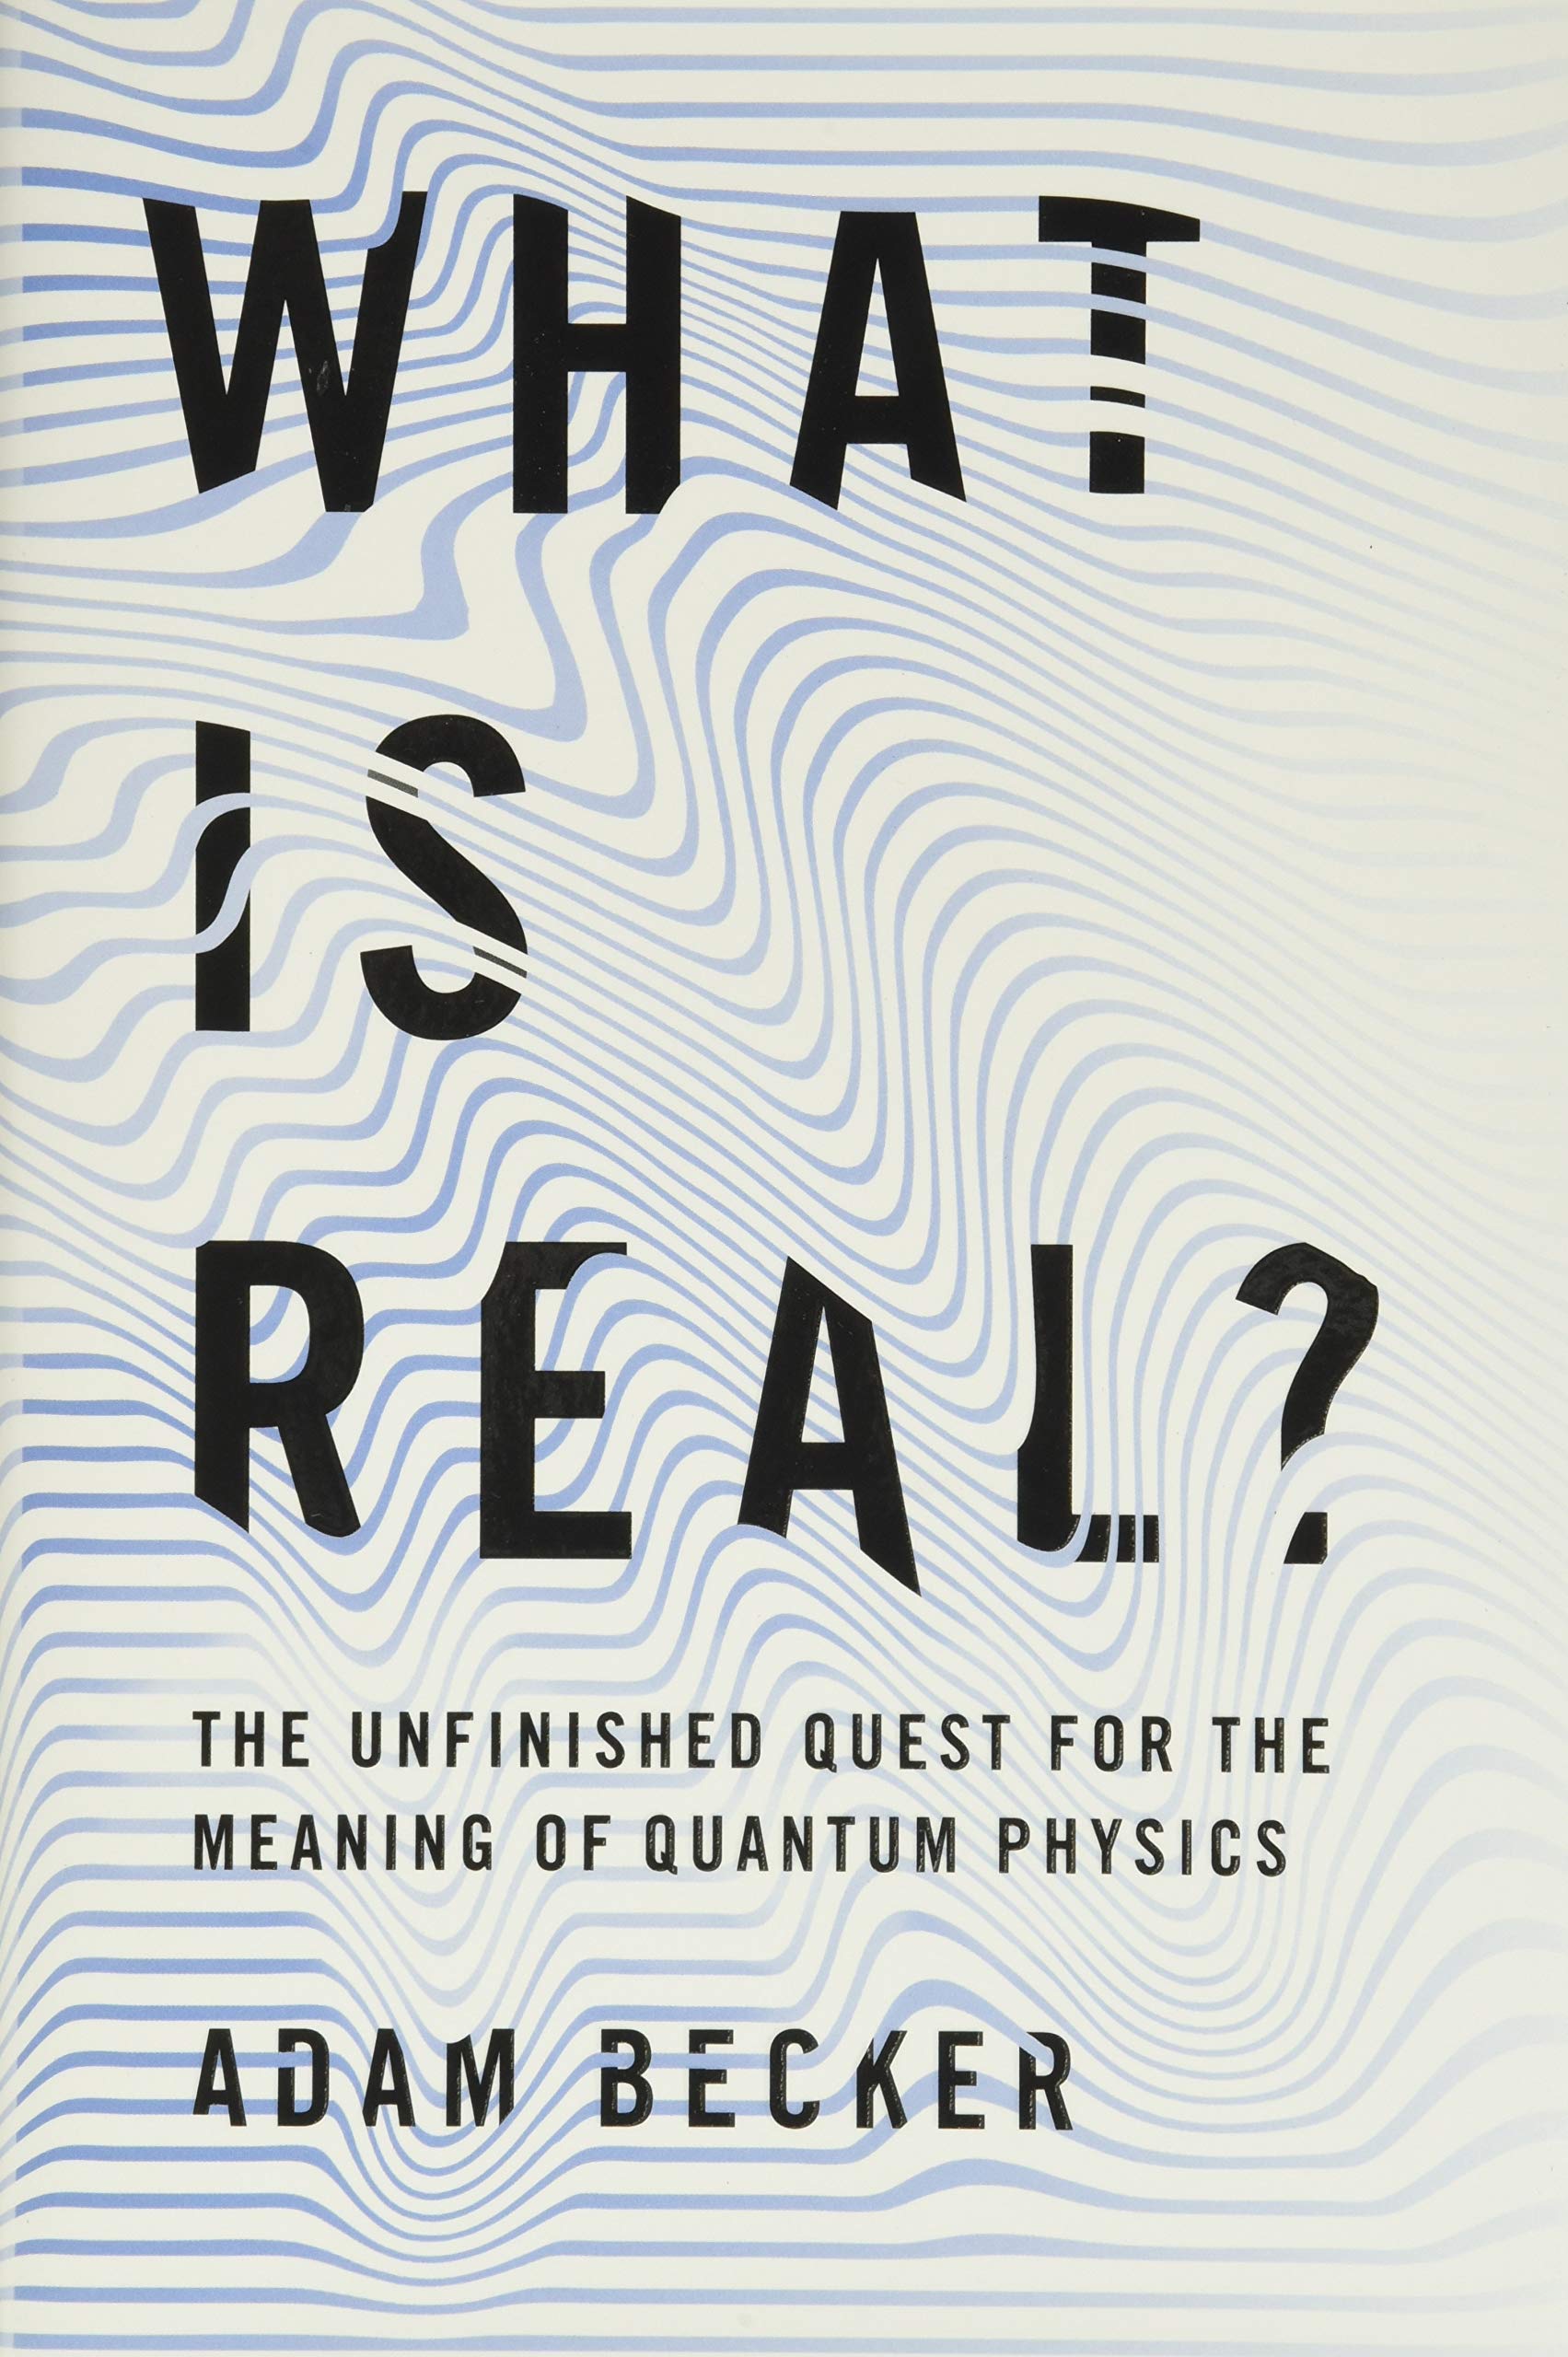 WHAT
IS
REAL?
THE UNFINISHED QUEST FOR THE
MEANING OF QUANTUM PHYSICS
ADAM BECKER